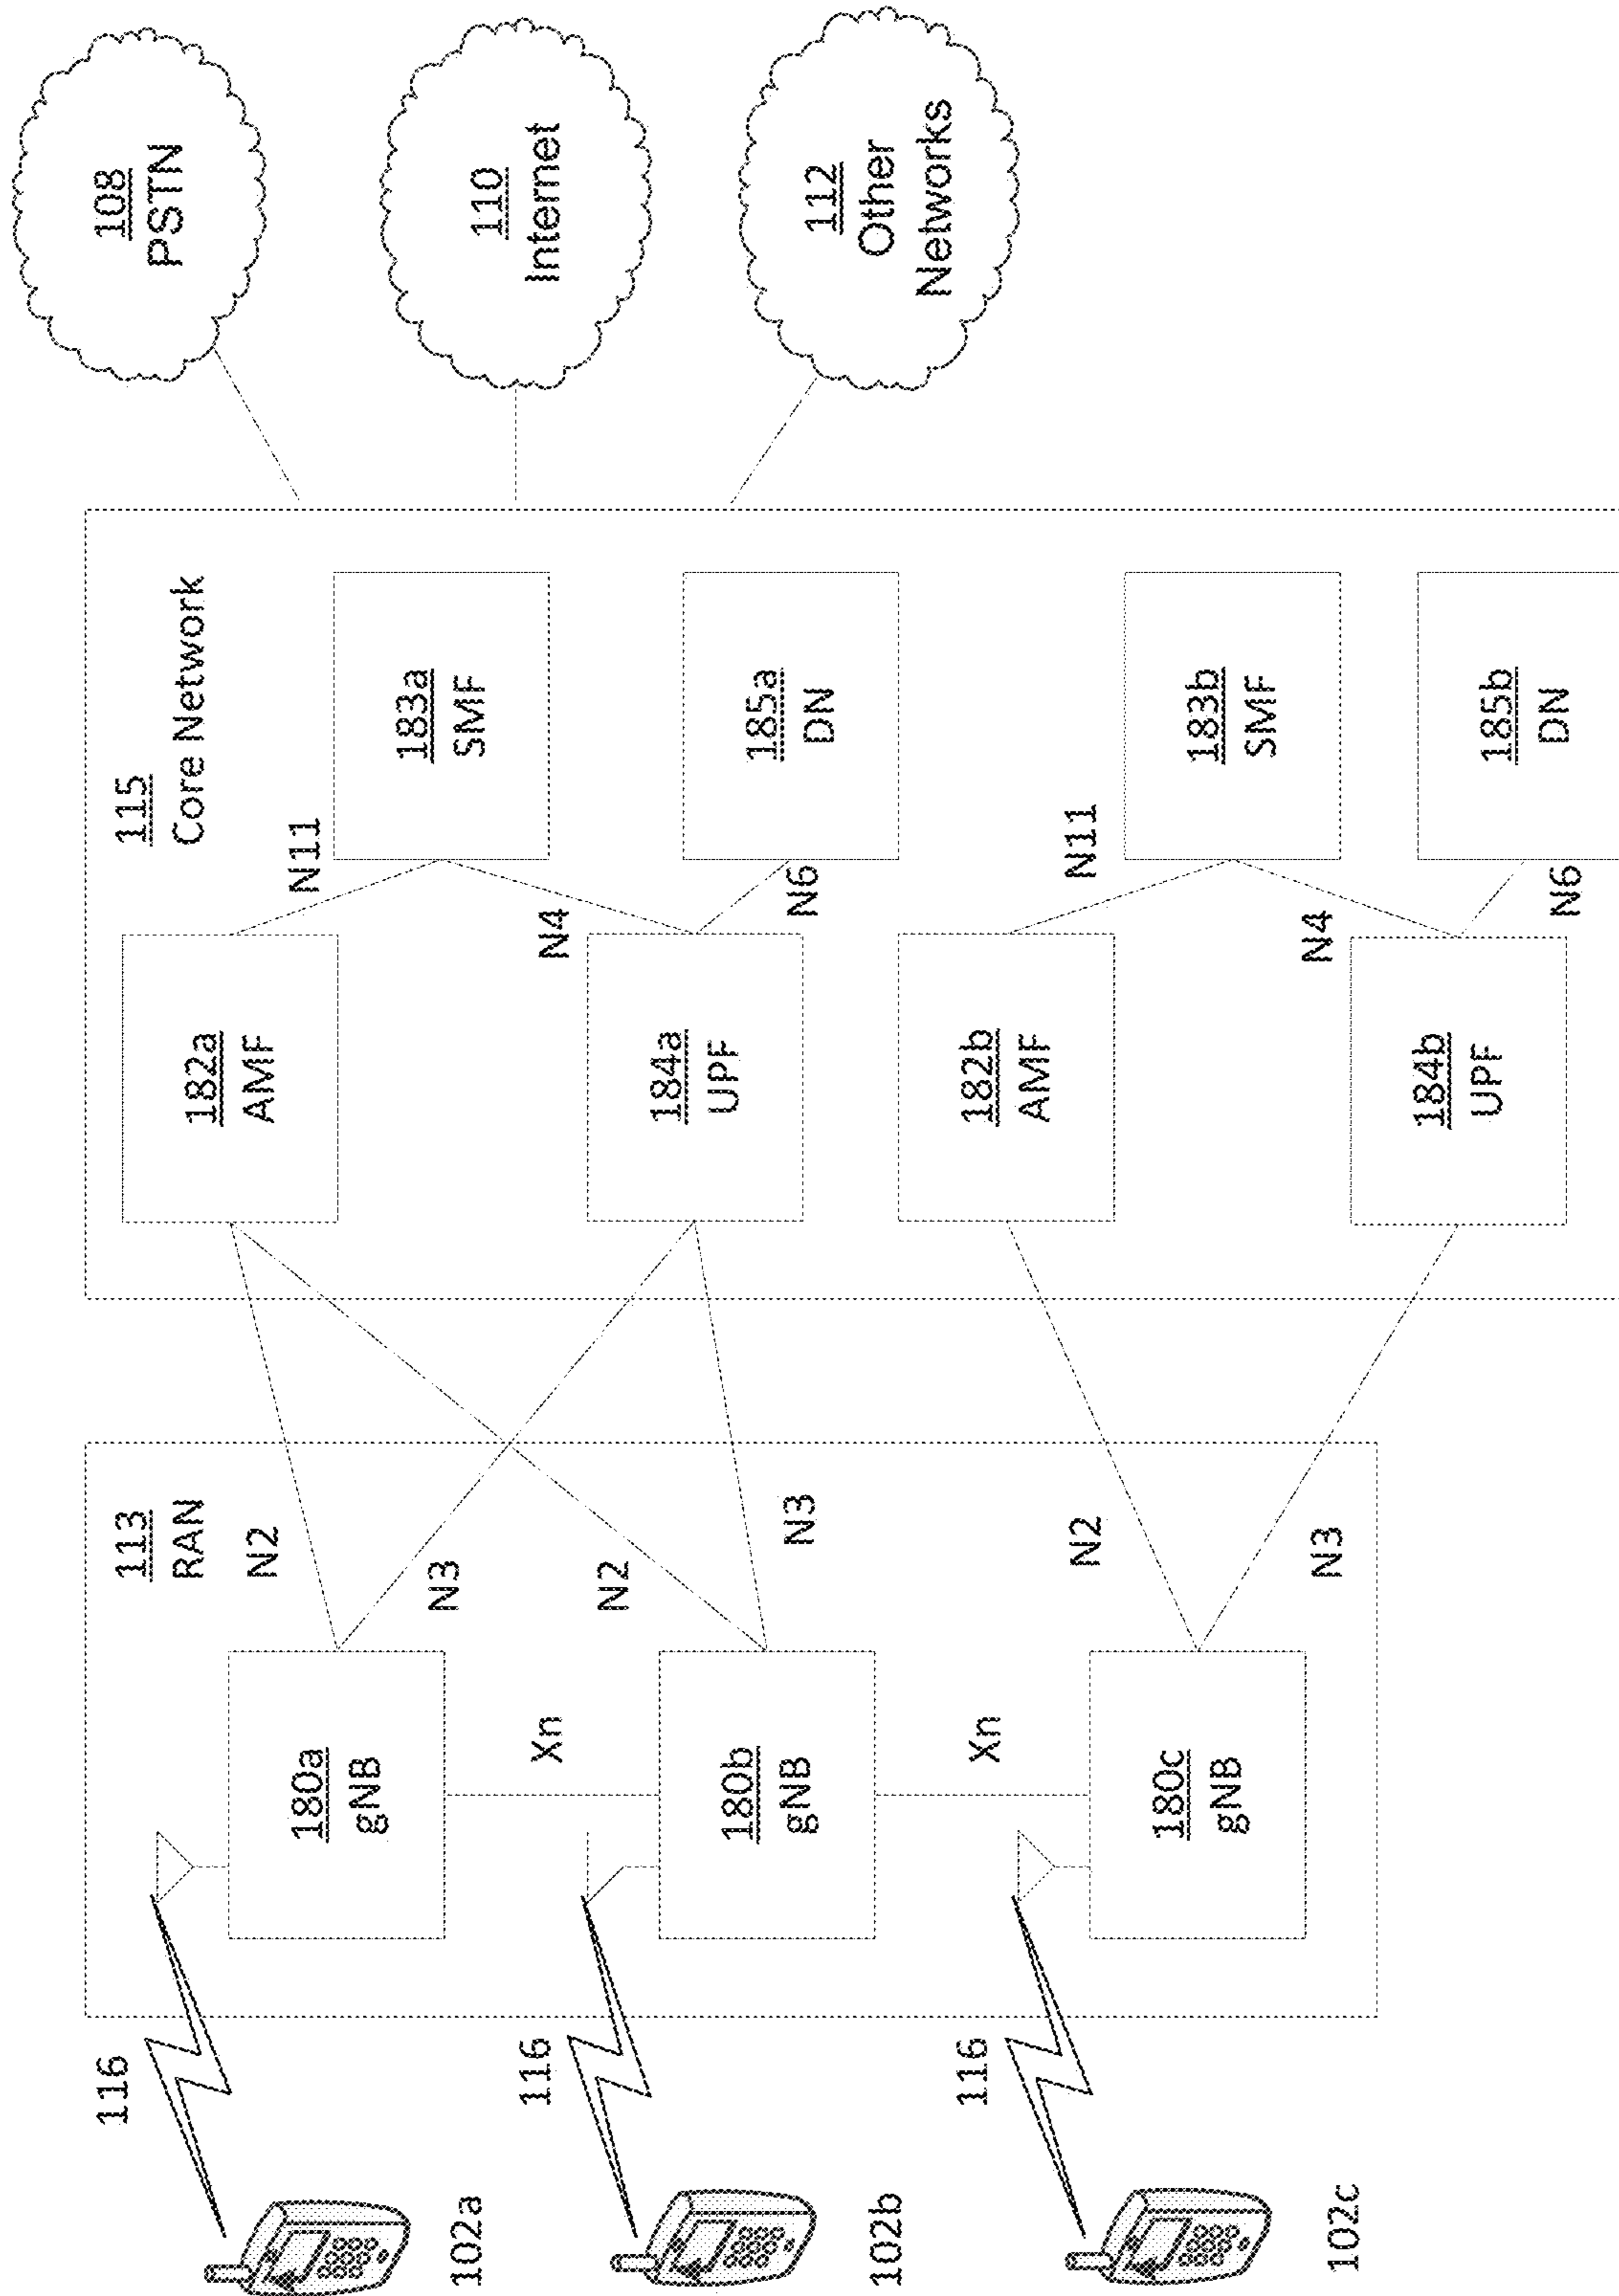 102a
102b
102c
116
116
116
113
RAN
180a
gNB
180b
gNB
180c
gNB
Xn
Xn
N2
N3
N2
N3
N2
N3
115
Core Network
182a
AMF
184a
UPF
182b
AMF
184b
UPF
N11
N4
N6
N11
N4
N6
183a
SMF
185a
DN
183b
SMF
185b
DN
108
PSTN
110
Internet
112
Other
Networks